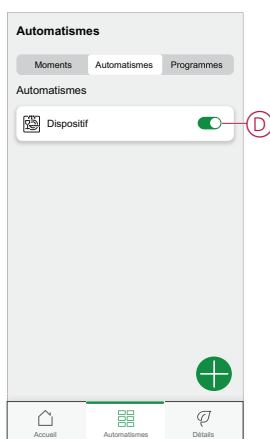 Automatismes
Moments Automatismes Programmes
Automatismes
Dispositif
D
Accueil Automatismes Détails